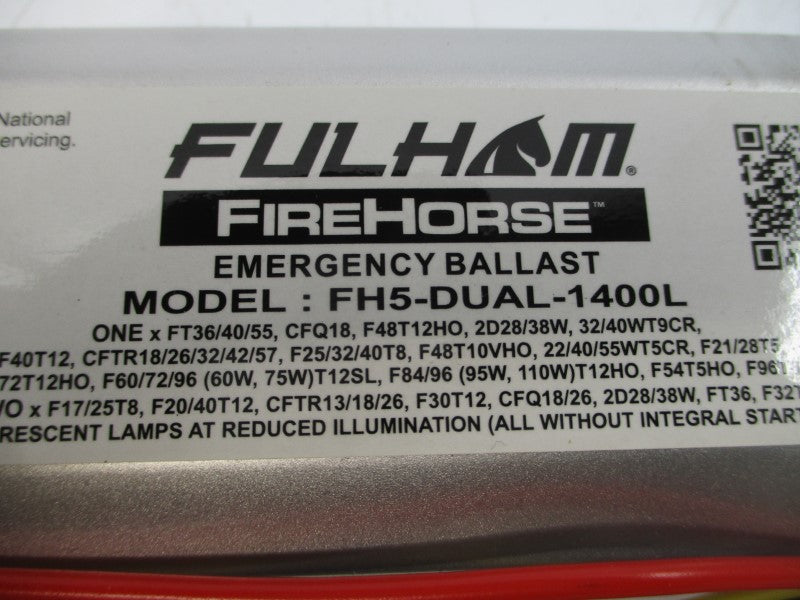 National
ervicing.
FULHAM®
FIREHORSE™
EMERGENCY BALLAST
MODEL : FH5-DUAL-1400L
ONE x FT36/40/55, CFQ18, F48T12HO, 2D28/38W, 32/40WT9CR,
F40T12, CFTR18/26/32/42/57, F25/32/40T8, F48T10VHO, 22/40/55WT5CR, F21/28T5
72T12HO, F60/72/96 (60W, 75W)T12SL, F84/96 (95W, 110W)T12HO, F54T5HO, F96T
/O x F17/25T8, F20/40T12, CFTR13/18/26, F30T12, CFQ18/26, 2D28/38W, FT36, F32T
RESCENT LAMPS AT REDUCED ILLUMINATION (ALL WITHOUT INTEGRAL START